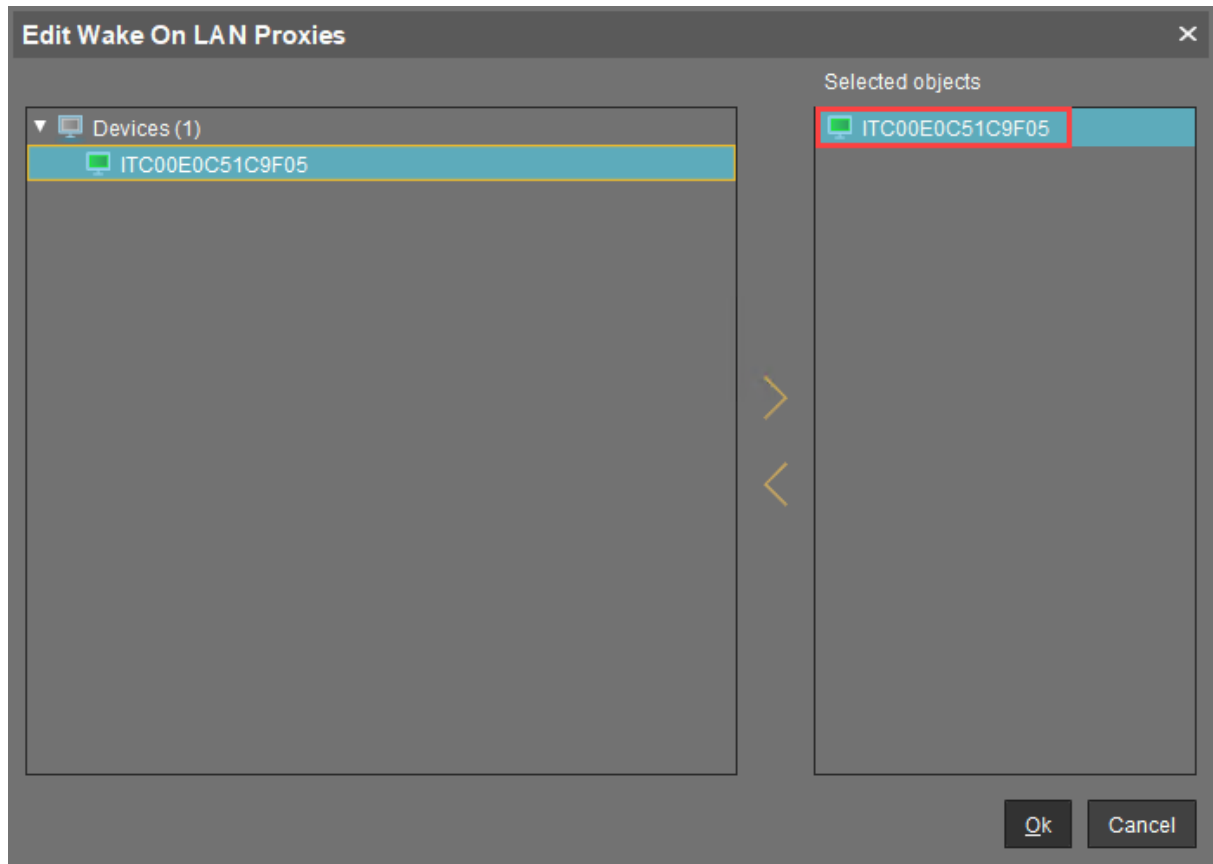 Edit Wake On LAN Proxies
Selected objects
Devices (1)
ITC00E0C51C9F05
ITC00E0C51C9F05
Ok
Cancel